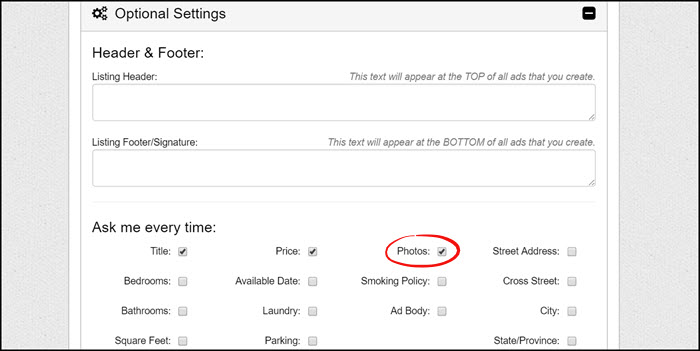 Optional Settings
Header & Footer:
Listing Header: This text will appear at the TOP of all ads that you create.
Listing Footer/Signature: This text will appear at the BOTTOM of all ads that you create.
Ask me every time:
Title: Price: Photos: Street Address:
Bedrooms: Available Date: Smoking Policy: Cross Street:
Bathrooms: Laundry: Ad Body: City:
Square Feet: Parking: State/Province: